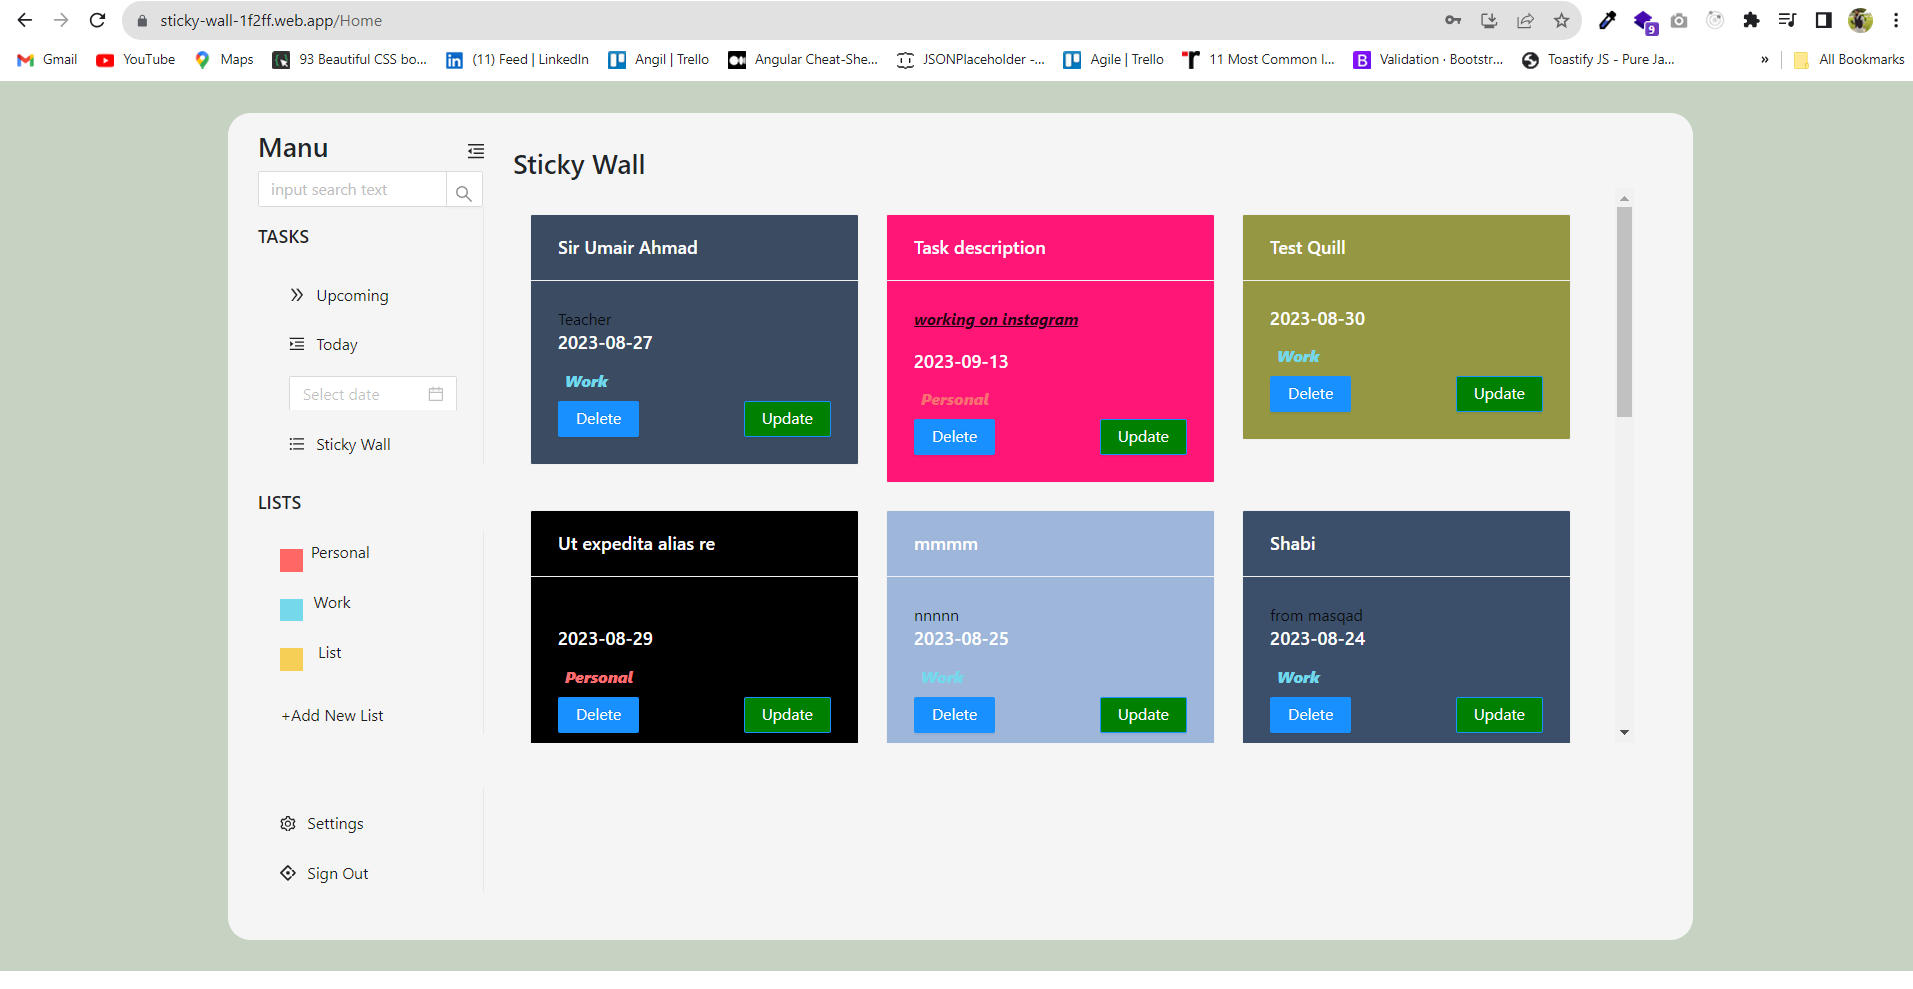 sticky-wall-1f2ff.web.app/Home
9
Gmail
YouTube
Maps
93 Beautiful CSS bo...
(11) Feed | LinkedIn
Angil | Trello
Angular Cheat-She...
JSONPlaceholder -...
Agile | Trello
11 Most Common I...
Validation · Bootstr...
Toastify JS - Pure Ja...
»
All Bookmarks
Manu
input search text
TASKS
Upcoming
Today
Select date
Sticky Wall
LISTS
Personal
Work
List
+Add New List
Settings
Sign Out
Sticky Wall
Sir Umair Ahmad
Teacher
2023-08-27
Work
Delete
Update
Task description
working on instagram
2023-09-13
Personal
Delete
Update
Test Quill
2023-08-30
Work
Delete
Update
Ut expedita alias re
2023-08-29
Personal
Delete
Update
mmmm
nnnnn
2023-08-25
Work
Delete
Update
Shabi
from masqad
2023-08-24
Work
Delete
Update